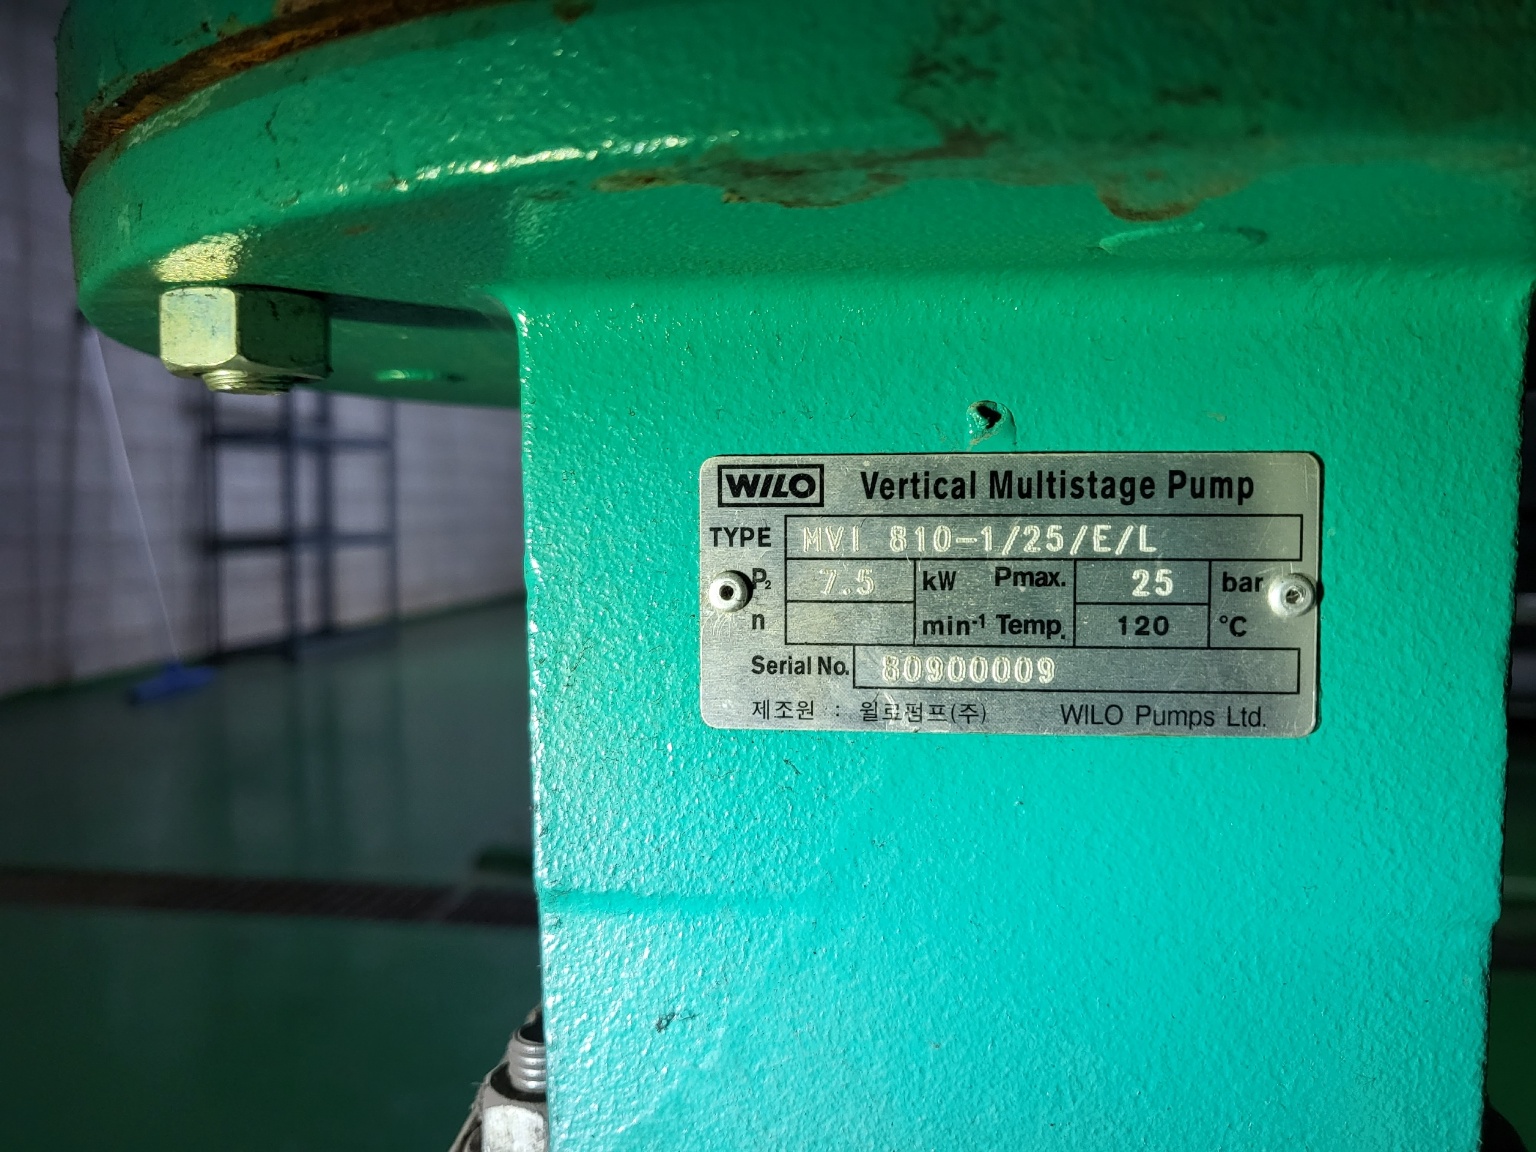 WILO Vertical Multistage Pump
TYPE MVI 810-1/25/E/L
P₂ 7.5 kW Pmax. 25 bar
n min⁻¹ Temp. 120 °C
Serial No. 80900009
제조원 : 윌로펌프(주) WILO Pumps Ltd.